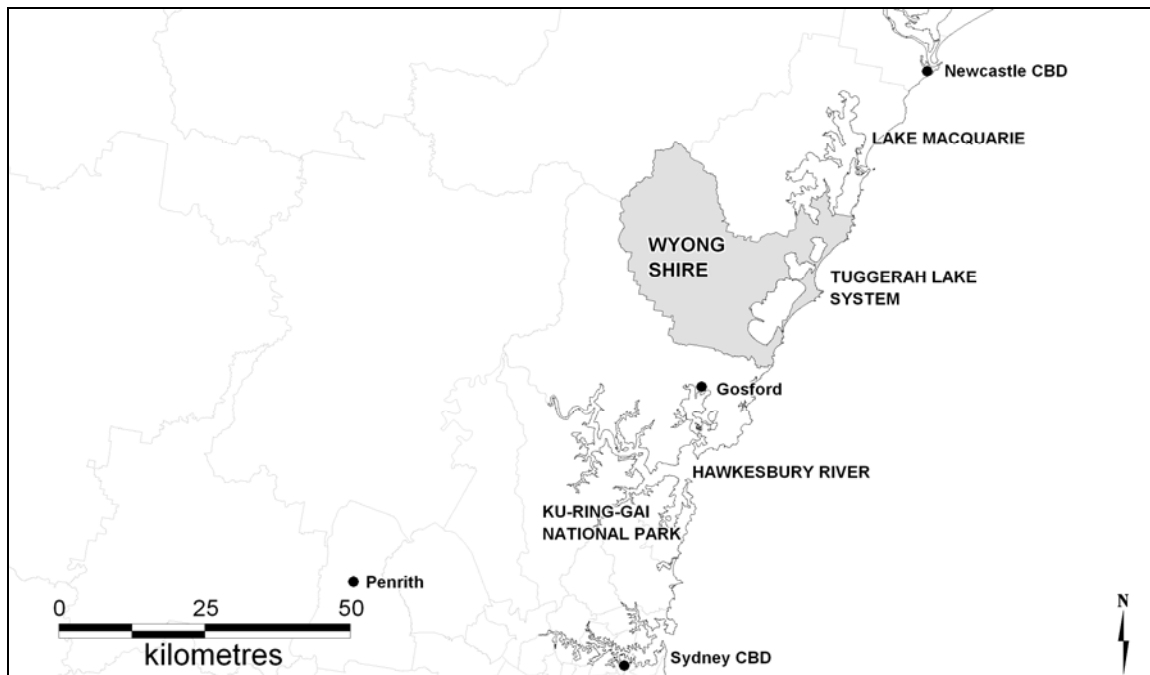 Newcastle CBD
LAKE MACQUARIE
WYONG
SHIRE
TUGGERAH LAKE
SYSTEM
Gosford
HAWKESBURY RIVER
KU-RING-GAI
NATIONAL PARK
Penrith
0 25 50
kilometres
N
Sydney CBD